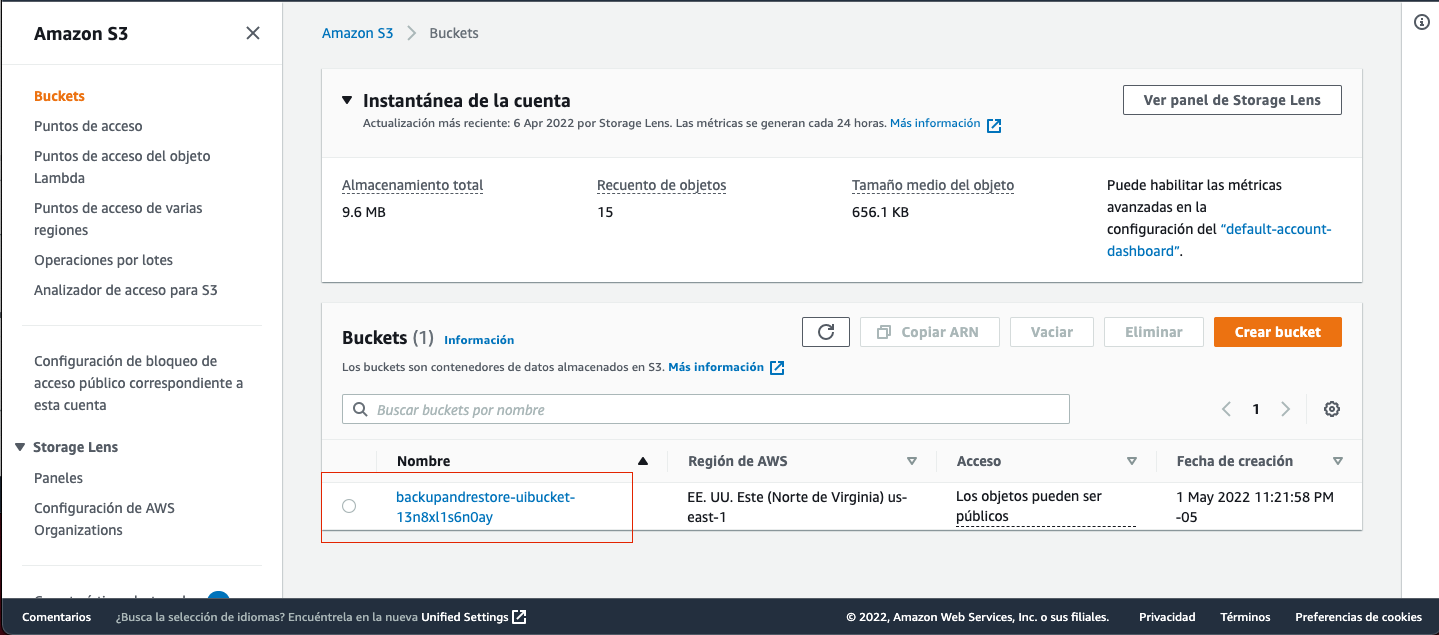 Amazon S3
Buckets
Puntos de acceso
Puntos de acceso del objeto
Lambda
Puntos de acceso de varias
regiones
Operaciones por lotes
Analizador de acceso para S3
Configuración de bloqueo de
acceso público correspondiente a
esta cuenta
Storage Lens
Paneles
Configuración de AWS
Organizations
Amazon S3 Buckets
Instantánea de la cuenta
Ver panel de Storage Lens
Actualización más reciente: 6 Apr 2022 por Storage Lens. Las métricas se generan cada 24 horas. Más información
Almacenamiento total
9.6 MB
Recuento de objetos
15
Tamaño medio del objeto
656.1 KB
Puede habilitar las métricas
avanzadas en la
configuración del “default-account-
dashboard”.
Buckets (1) Información
Copiar ARN
Vaciar
Eliminar
Crear bucket
Los buckets son contenedores de datos almacenados en S3. Más información
Buscar buckets por nombre
1
Nombre
Región de AWS
Acceso
Fecha de creación
backupandrestore-uibucket-
13n8xl1s6n0ay
EE. UU. Este (Norte de Virginia) us-
east-1
Los objetos pueden ser
públicos
1 May 2022 11:21:58 PM
-05
Comentarios
¿Busca la selección de idiomas? Encuéntrela en la nueva Unified Settings
© 2022, Amazon Web Services, Inc. o sus filiales.
Privacidad
Términos
Preferencias de cookies